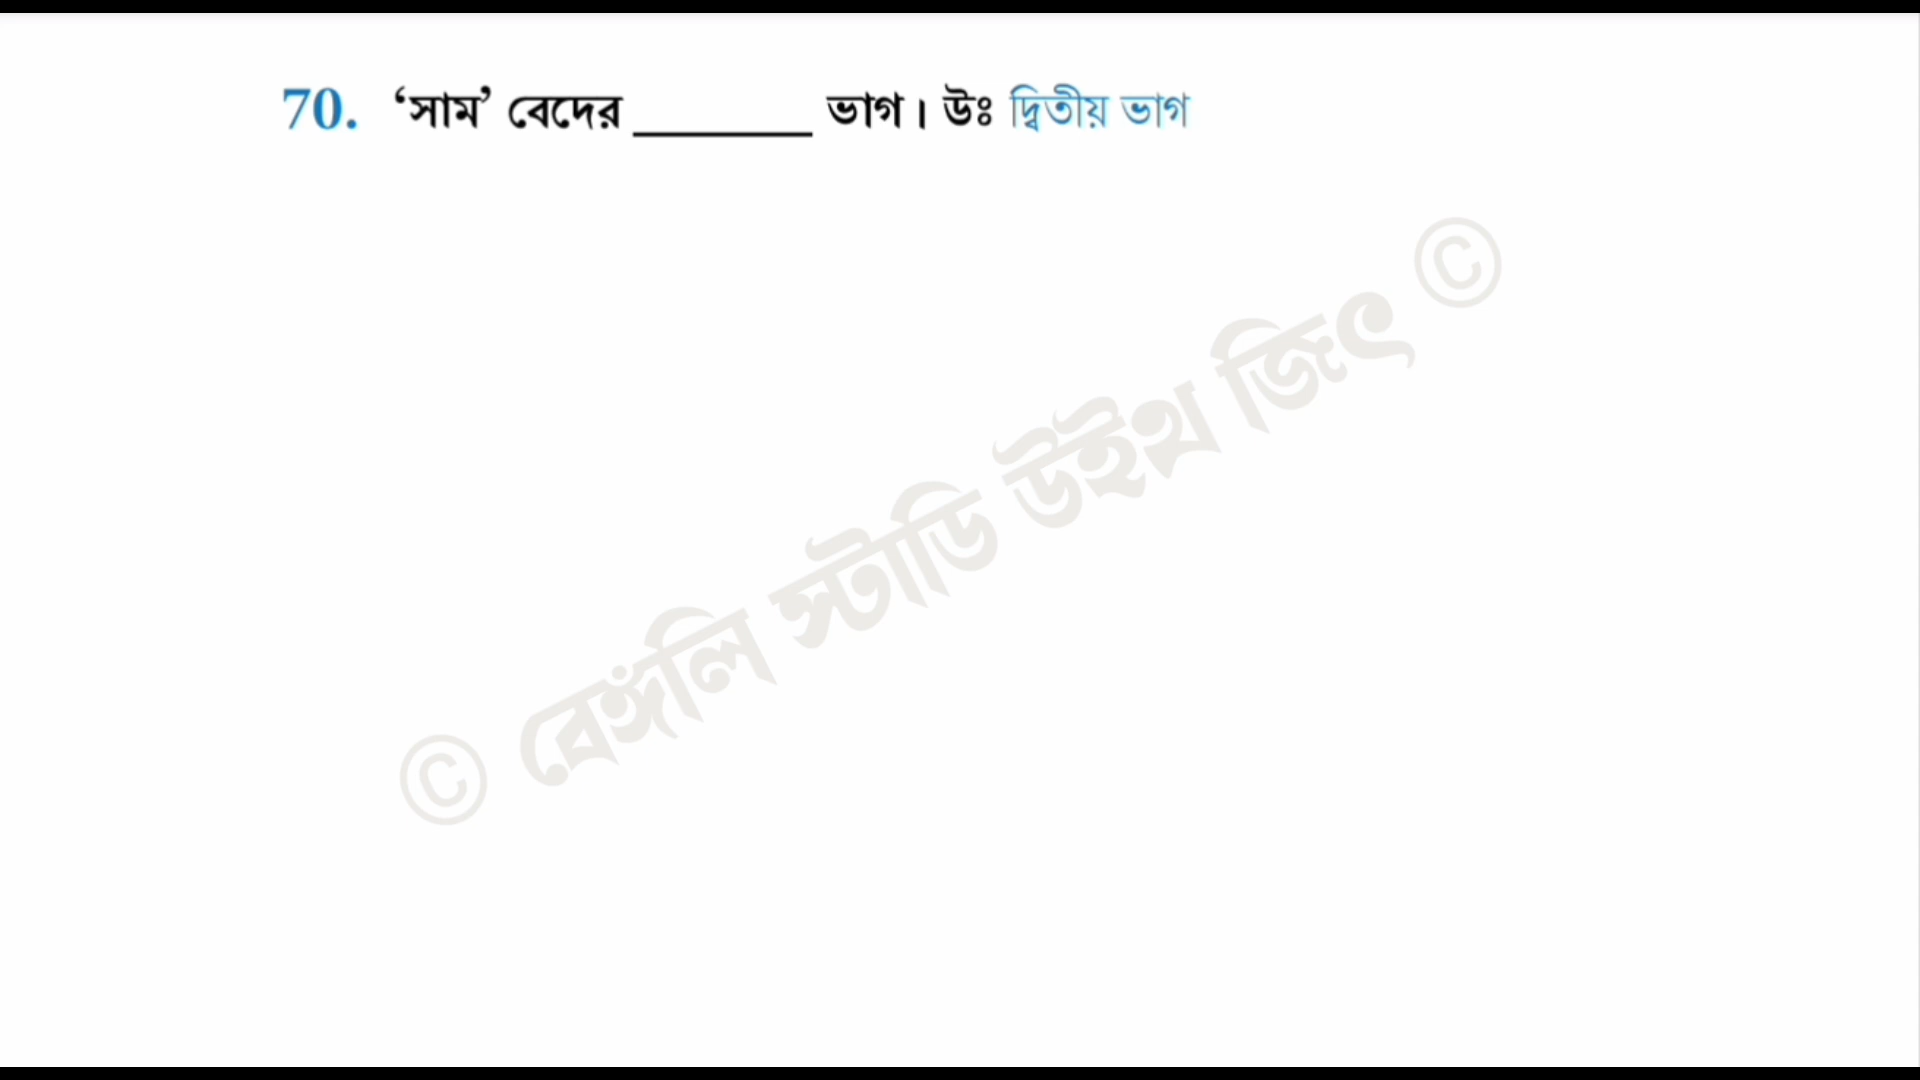 70. ‘সাম’ বেদের ________ ভাগ। উঃ দ্বিতীয় ভাগ
© বেঙ্গলি স্টাডি উইথ জিৎ ©